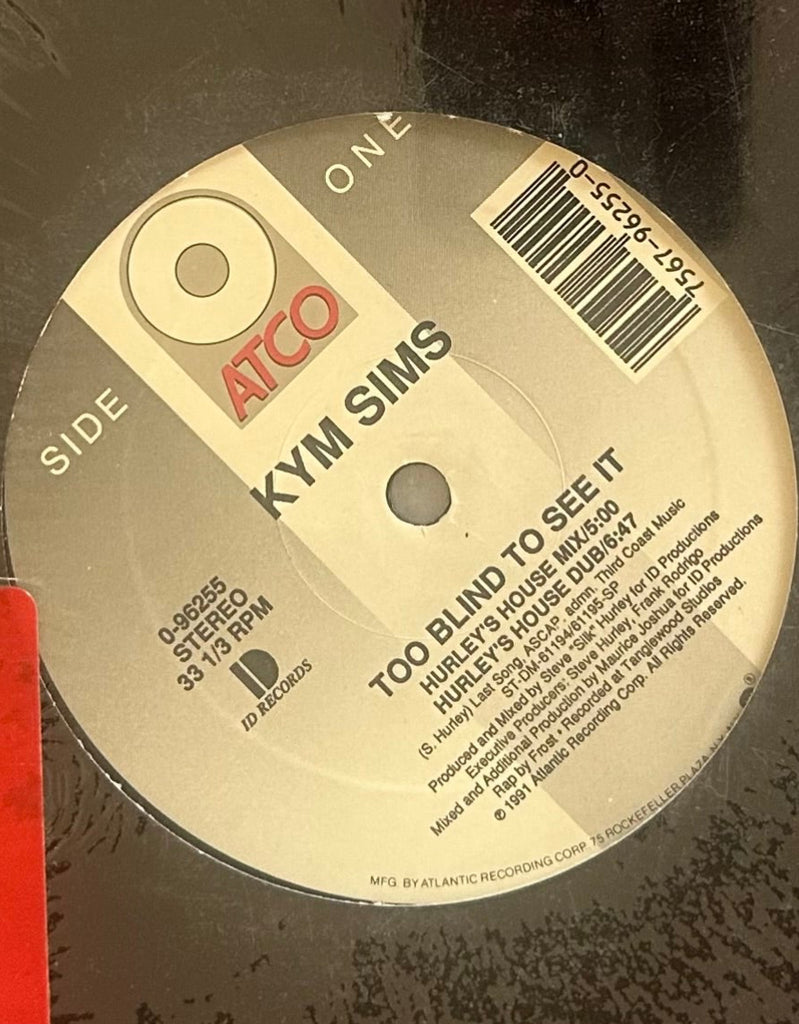 SIDE ONE
ATCO
7567-96255-0
KYM SIMS
0-96255
STEREO
33 1/3 RPM
ID
ID RECORDS
TOO BLIND TO SEE IT
HURLEY'S HOUSE MIX/5:00
HURLEY'S HOUSE DUB/6:47
(S. Hurley) Last Song, ASCAP, admn. Third Coast Music
ST-DM-61194/61195-SP
Produced and Mixed by Steve "Silk" Hurley for ID Productions
Executive Producers: Steve Hurley, Frank Rodrigo
Mixed and Additional Production by Maurice Joshua for ID Productions
Rap by Frost • Recorded at Tanglewood Studios
℗ 1991 Atlantic Recording Corp. All Rights Reserved.
MFG. BY ATLANTIC RECORDING CORP. 75 ROCKEFELLER PLAZA,